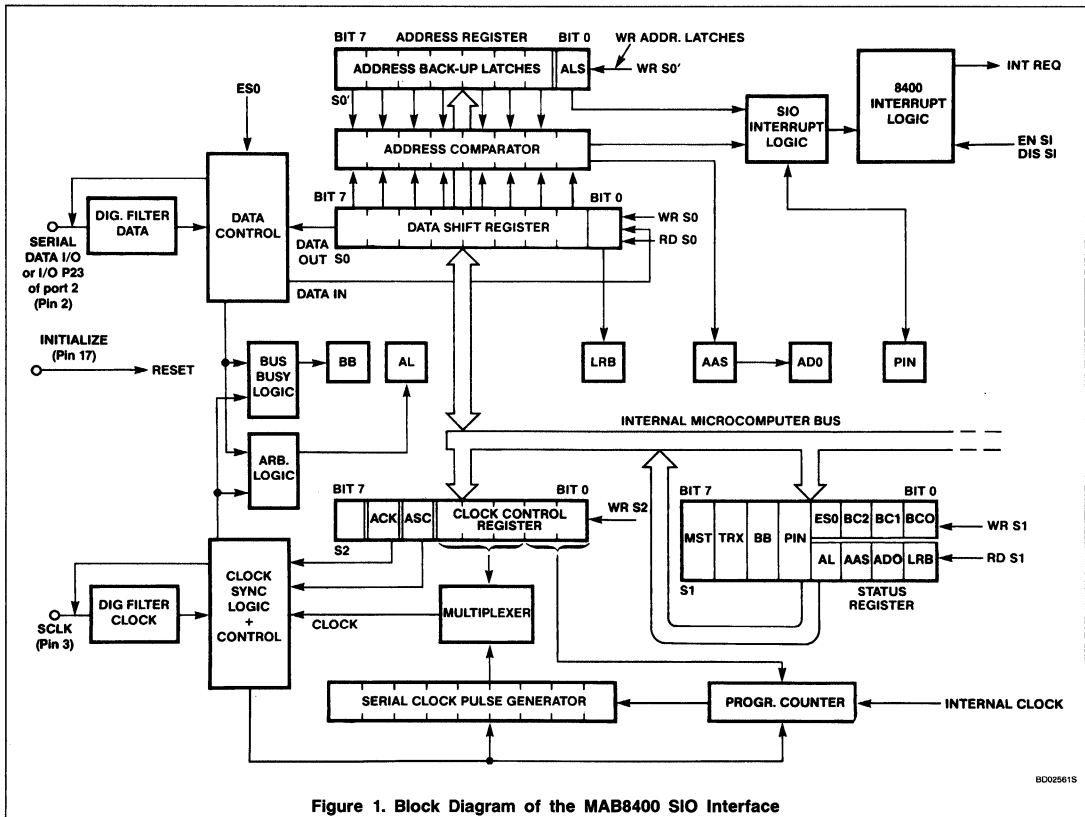 BIT 7 ADDRESS REGISTER BIT 0
WR ADDR. LATCHES
ADDRESS BACK-UP LATCHES ALS
WR S0'
S0'
INT REQ
8400
INTERRUPT
LOGIC
SIO
INTERRUPT
LOGIC
EN SI
DIS SI
ES0
ADDRESS COMPARATOR
BIT 7 BIT 0
DATA SHIFT REGISTER
WR S0
RD S0
DIG. FILTER
DATA
DATA
CONTROL
DATA
OUT S0
DATA IN
SERIAL
DATA I/O
or I/O P23
of port 2
(Pin 2)
INITIALIZE
(Pin 17)
RESET
BUS
BUSY
LOGIC
BB
AL
LRB
AAS
AD0
PIN
INTERNAL MICROCOMPUTER BUS
ARB.
LOGIC
BIT 7 BIT 0
ACK ASC CLOCK CONTROL
REGISTER
WR S2
S2
BIT 7 BIT 0
MST TRX BB PIN
ES0 BC2 BC1 BCO
WR S1
AL AAS ADO LRB
RD S1
S1
STATUS
REGISTER
CLOCK
SYNC
LOGIC
+
CONTROL
DIG FILTER
CLOCK
SCLK
(Pin 3)
CLOCK
MULTIPLEXER
SERIAL CLOCK PULSE GENERATOR
PROGR. COUNTER
INTERNAL CLOCK
BD02561S
Figure 1. Block Diagram of the MAB8400 SIO Interface